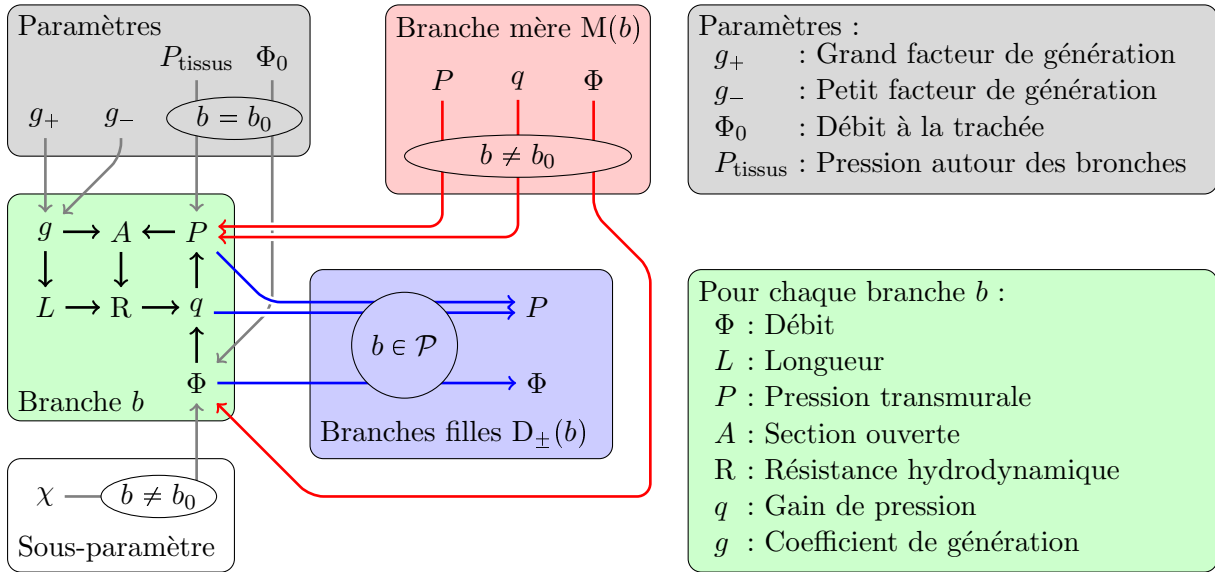 Paramètres
P_tissus Φ_0
g_+ g_− b = b_0
Branche mère M(b)
P q Φ
b ≠ b_0
Paramètres :
g_+ : Grand facteur de génération
g_− : Petit facteur de génération
Φ_0 : Débit à la trachée
P_tissus : Pression autour des bronches
g A P
L R q
Φ
Branche b
P
b ∈ 𝒫
Φ
Branches filles D_±(b)
χ b ≠ b_0
Sous-paramètre
Pour chaque branche b :
Φ : Débit
L : Longueur
P : Pression transmurale
A : Section ouverte
R : Résistance hydrodynamique
q : Gain de pression
g : Coefficient de génération